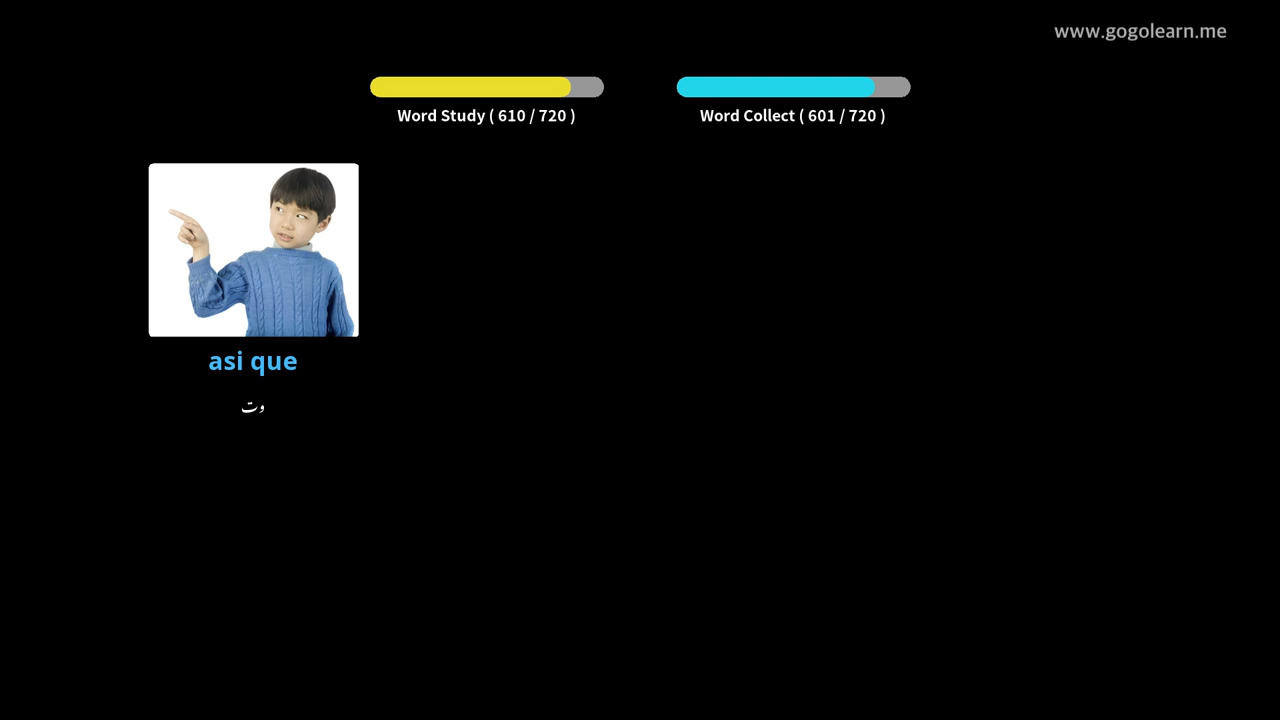 www.gogolearn.me
Word Study ( 610 / 720 )
Word Collect ( 601 / 720 )
asi que
وت